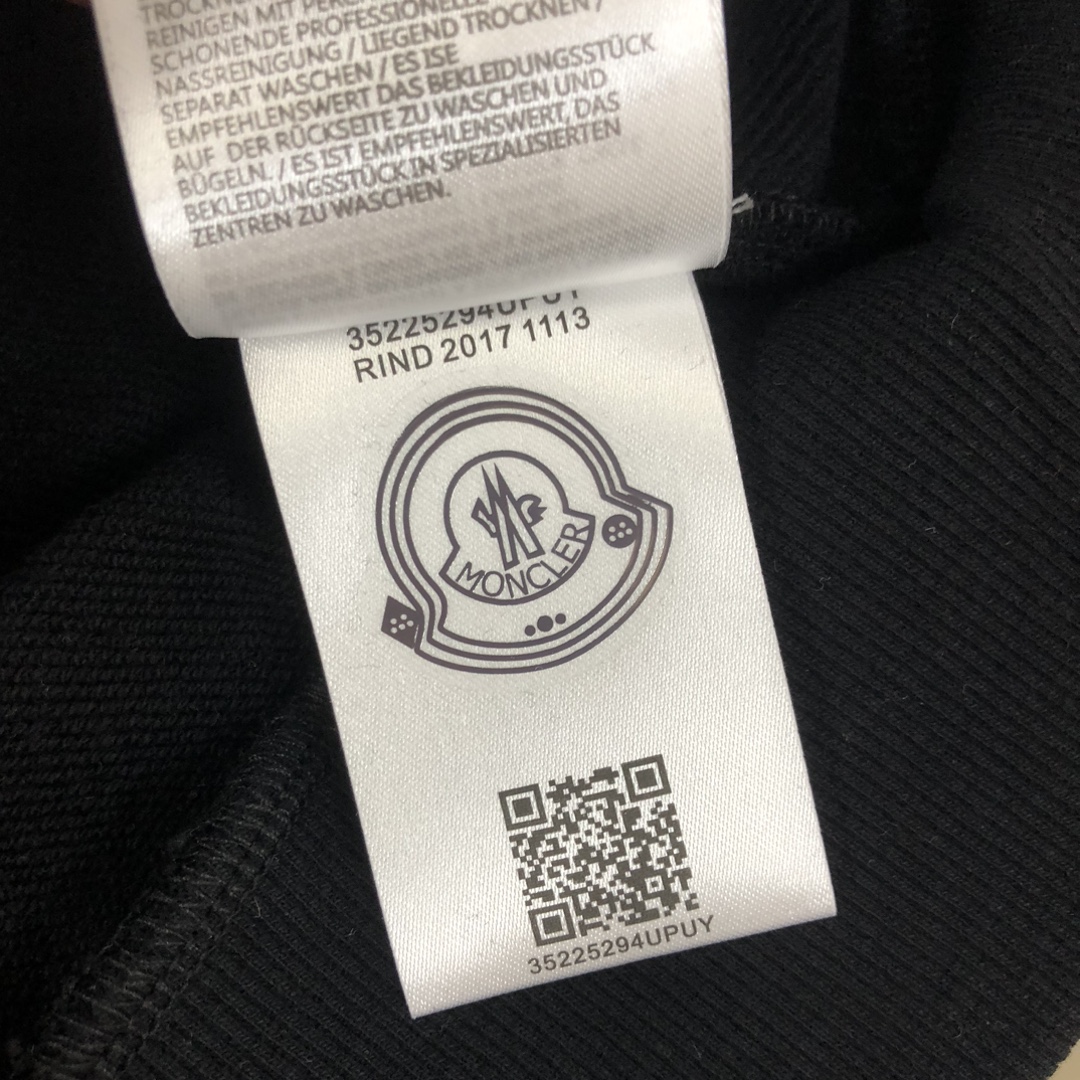 REINIGEN MIT
SCHONENDE PROFESSIONELLE
NASSREINIGUNG / LIEGEND TROCKNEN /
SEPARAT WASCHEN / ES ISE
EMPFEHLENSWERT DAS BEKLEIDUNGSSTÜCK
AUF DER RÜCKSEITE ZU WASCHEN UND
BÜGELN. / ES IST EMPFEHLENSWERT, DAS
BEKLEIDUNGSSTÜCK IN SPEZIALISIERTEN
ZENTREN ZU WASCHEN.
35225294UPUY
RIND 2017 1113
MONCLER
35225294UPUY